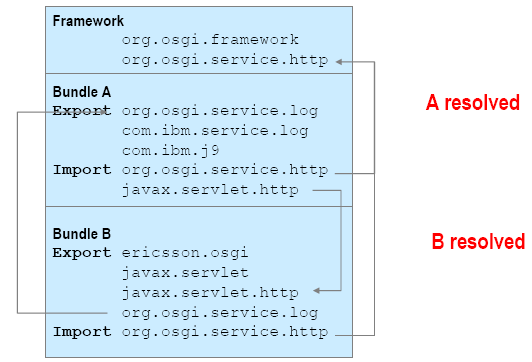 Framework
org.osgi.framework
org.osgi.service.http
Bundle A
Export org.osgi.service.log
com.ibm.service.log
com.ibm.j9
Import org.osgi.service.http
javax.servlet.http
A resolved
Bundle B
Export ericsson.osgi
javax.servlet
javax.servlet.http
org.osgi.service.log
Import org.osgi.service.http
B resolved